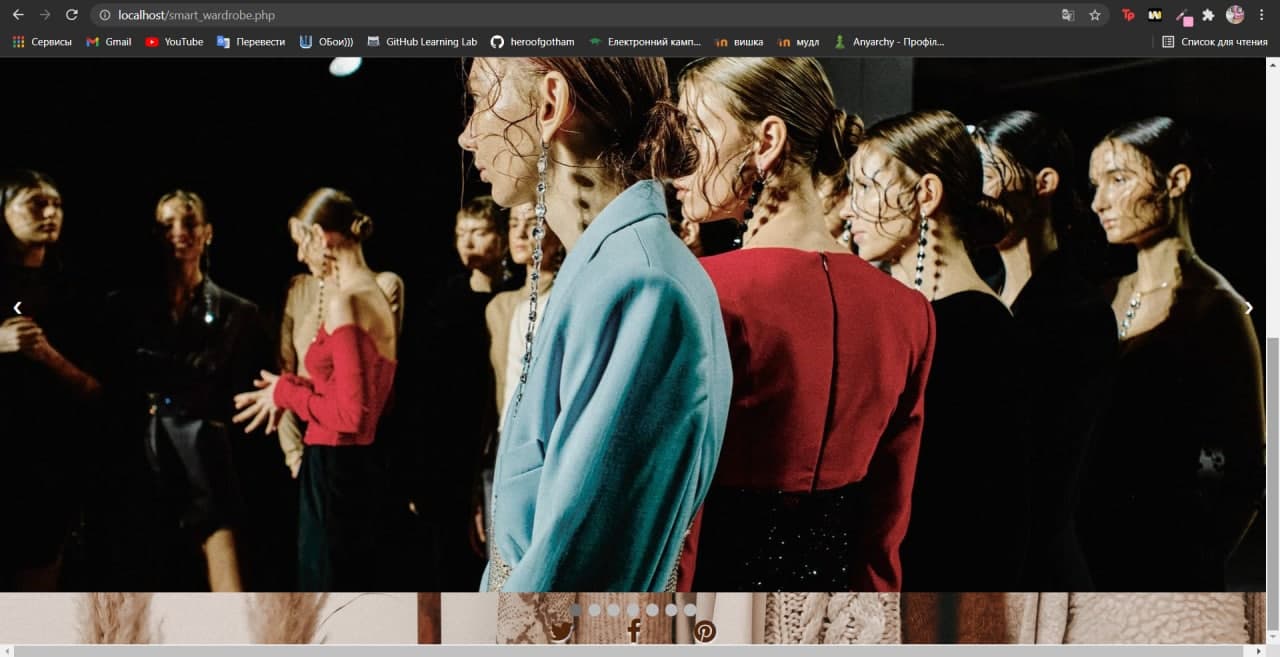 localhost/smart_wardrobe.php
Сервисы Gmail YouTube Перевести ОБои))) GitHub Learning Lab heroofgotham Електронний камп... вишка мудл Anyarchy - Профіл... Список для чтения